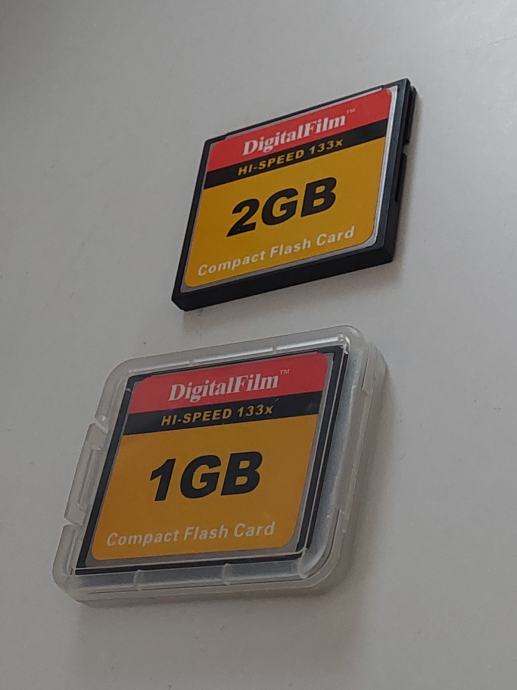 DigitalFilm™
HI-SPEED 133x
2GB
Compact Flash Card
DigitalFilm™
HI-SPEED 133x
1GB
Compact Flash Card